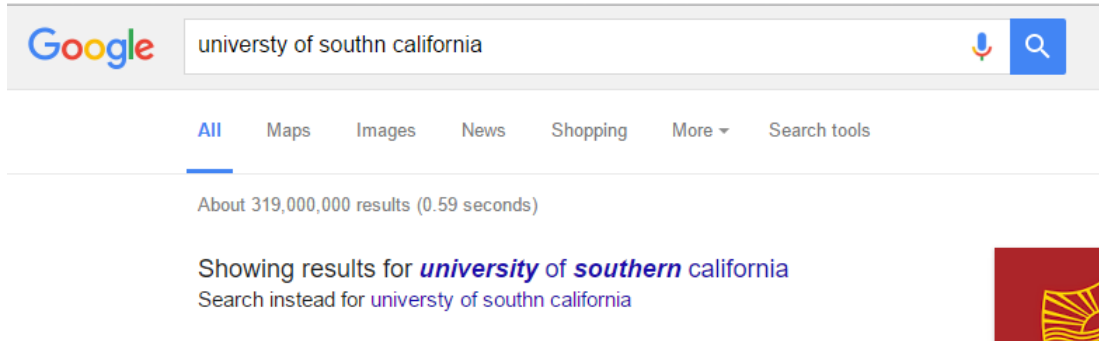 Google universty of southn california
All Maps Images News Shopping More Search tools
About 319,000,000 results (0.59 seconds)
Showing results for university of southern california
Search instead for universty of southn california